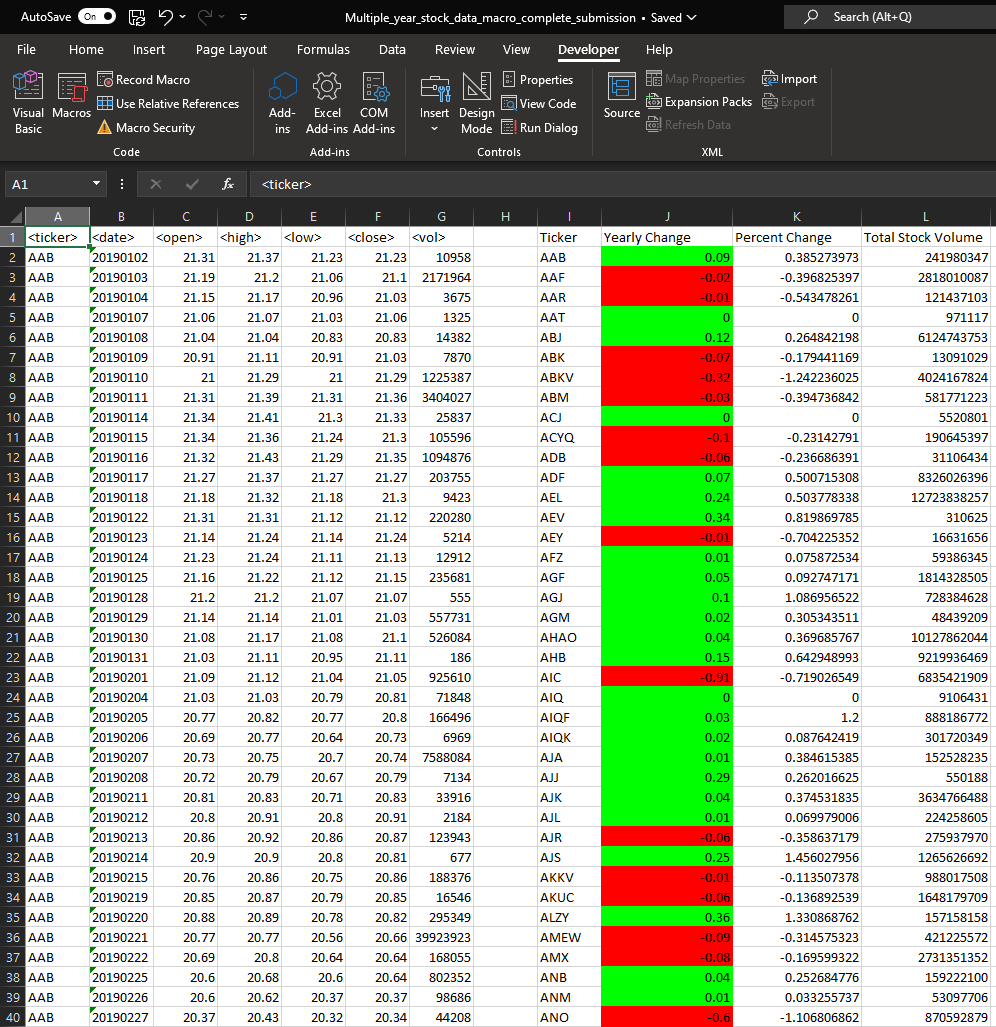 AutoSave On Multiple_year_stock_data_macro_complete_submission • Saved Search (Alt+Q)
File Home Insert Page Layout Formulas Data Review View Developer Help
Visual Basic Macros Record Macro Use Relative References Macro Security
Add-ins Excel Add-ins COM Add-ins
Insert Design Mode Properties View Code Run Dialog
Source Map Properties Expansion Packs Refresh Data Import Export
Code Add-ins Controls XML
A1 fx <ticker>
A B C D E F G H I J K L
1 <ticker> <date> <open> <high> <low> <close> <vol> Ticker Yearly Change Percent Change Total Stock Volume
2 AAB 20190102 21.31 21.37 21.23 21.23 10958 AAB 0.09 0.385273973 241980347
3 AAB 20190103 21.19 21.2 21.06 21.1 2171964 AAF -0.02 -0.396825397 2818010087
4 AAB 20190104 21.15 21.17 20.96 21.03 3675 AAR -0.01 -0.543478261 121437103
5 AAB 20190107 21.06 21.07 21.03 21.06 1325 AAT 0 0 971117
6 AAB 20190108 21.04 21.04 20.83 20.83 14382 ABJ 0.12 0.264842198 6124743753
7 AAB 20190109 20.91 21.11 20.91 21.03 7870 ABK -0.07 -0.179441169 13091029
8 AAB 20190110 21 21.29 21 21.29 1225387 ABKV -0.32 -1.242236025 4024167824
9 AAB 20190111 21.31 21.39 21.31 21.36 3404027 ABM -0.03 -0.394736842 581771223
10 AAB 20190114 21.34 21.41 21.3 21.33 25837 ACJ 0 0 5520801
11 AAB 20190115 21.34 21.36 21.24 21.3 105596 ACYQ -0.1 -0.23142791 190645397
12 AAB 20190116 21.32 21.43 21.29 21.35 1094876 ADB -0.06 -0.236686391 31106434
13 AAB 20190117 21.27 21.37 21.27 21.27 203755 ADF 0.07 0.500715308 8326026396
14 AAB 20190118 21.18 21.32 21.18 21.3 9423 AEL 0.24 0.503778338 12723838257
15 AAB 20190122 21.31 21.31 21.12 21.12 220280 AEV 0.34 0.819869785 310625
16 AAB 20190123 21.14 21.24 21.14 21.24 5214 AEY -0.01 -0.704225352 16631656
17 AAB 20190124 21.23 21.24 21.11 21.13 12912 AFZ 0.01 0.075872534 59386345
18 AAB 20190125 21.16 21.22 21.12 21.15 235681 AGF 0.05 0.092747171 1814328505
19 AAB 20190128 21.2 21.2 21.07 21.07 555 AGJ 0.1 1.086956522 728384628
20 AAB 20190129 21.14 21.14 21.01 21.03 557731 AGM 0.02 0.305343511 48439209
21 AAB 20190130 21.08 21.17 21.08 21.1 526084 AHAO 0.04 0.369685767 10127862044
22 AAB 20190131 21.03 21.11 20.95 21.11 186 AHB 0.15 0.642948993 9219936469
23 AAB 20190201 21.09 21.12 21.04 21.05 925610 AIC -0.91 -0.719026549 6835421909
24 AAB 20190204 21.03 21.03 20.79 20.81 71848 AIQ 0 0 9106431
25 AAB 20190205 20.77 20.82 20.77 20.8 166496 AIQF 0.03 1.2 888186772
26 AAB 20190206 20.69 20.77 20.64 20.73 6969 AIQK 0.02 0.087642419 301720349
27 AAB 20190207 20.73 20.75 20.7 20.74 7588084 AJA 0.01 0.384615385 152528235
28 AAB 20190208 20.72 20.79 20.67 20.79 7134 AJJ 0.29 0.262016625 550188
29 AAB 20190211 20.81 20.83 20.71 20.83 33916 AJK 0.04 0.374531835 3634766488
30 AAB 20190212 20.8 20.91 20.8 20.91 2184 AJL 0.01 0.069979006 224258605
31 AAB 20190213 20.86 20.92 20.86 20.87 123943 AJR -0.06 -0.358637179 275937970
32 AAB 20190214 20.9 20.9 20.8 20.81 677 AJS 0.25 1.456027956 1265626692
33 AAB 20190215 20.76 20.86 20.75 20.86 188376 AKKV -0.01 -0.113507378 988017508
34 AAB 20190219 20.85 20.87 20.79 20.85 16546 AKUC -0.06 -0.136892539 1648179709
35 AAB 20190220 20.88 20.89 20.78 20.82 295349 ALZY 0.36 1.330868762 157158158
36 AAB 20190221 20.77 20.77 20.56 20.66 39923923 AMEW -0.09 -0.314575323 421225572
37 AAB 20190222 20.69 20.8 20.64 20.64 168055 AMX -0.08 -0.169599322 2731351352
38 AAB 20190225 20.6 20.68 20.6 20.64 802352 ANB 0.04 0.252684776 159222100
39 AAB 20190226 20.6 20.62 20.37 20.37 98686 ANM 0.01 0.033255737 53097706
40 AAB 20190227 20.37 20.43 20.32 20.34 44208 ANO -0.6 -1.106806862 870592879